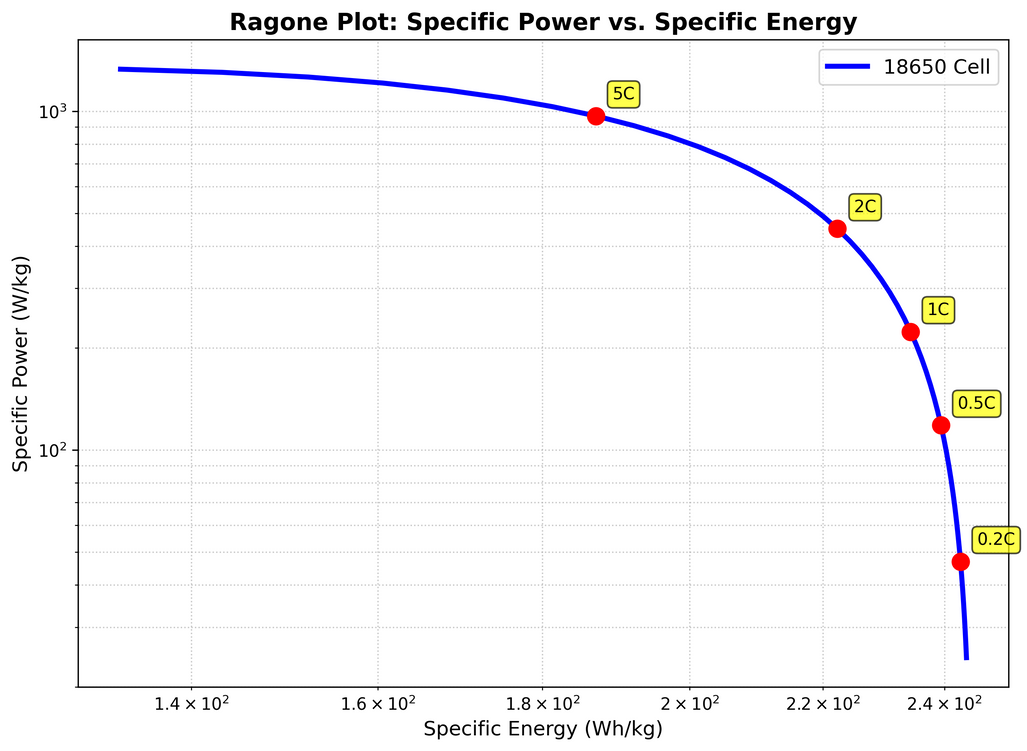 Ragone Plot: Specific Power vs. Specific Energy
18650 Cell
5C
2C
1C
0.5C
0.2C
Specific Power (W/kg)
10³
10²
1.4 × 10² 1.6 × 10² 1.8 × 10² 2 × 10² 2.2 × 10² 2.4 × 10²
Specific Energy (Wh/kg)